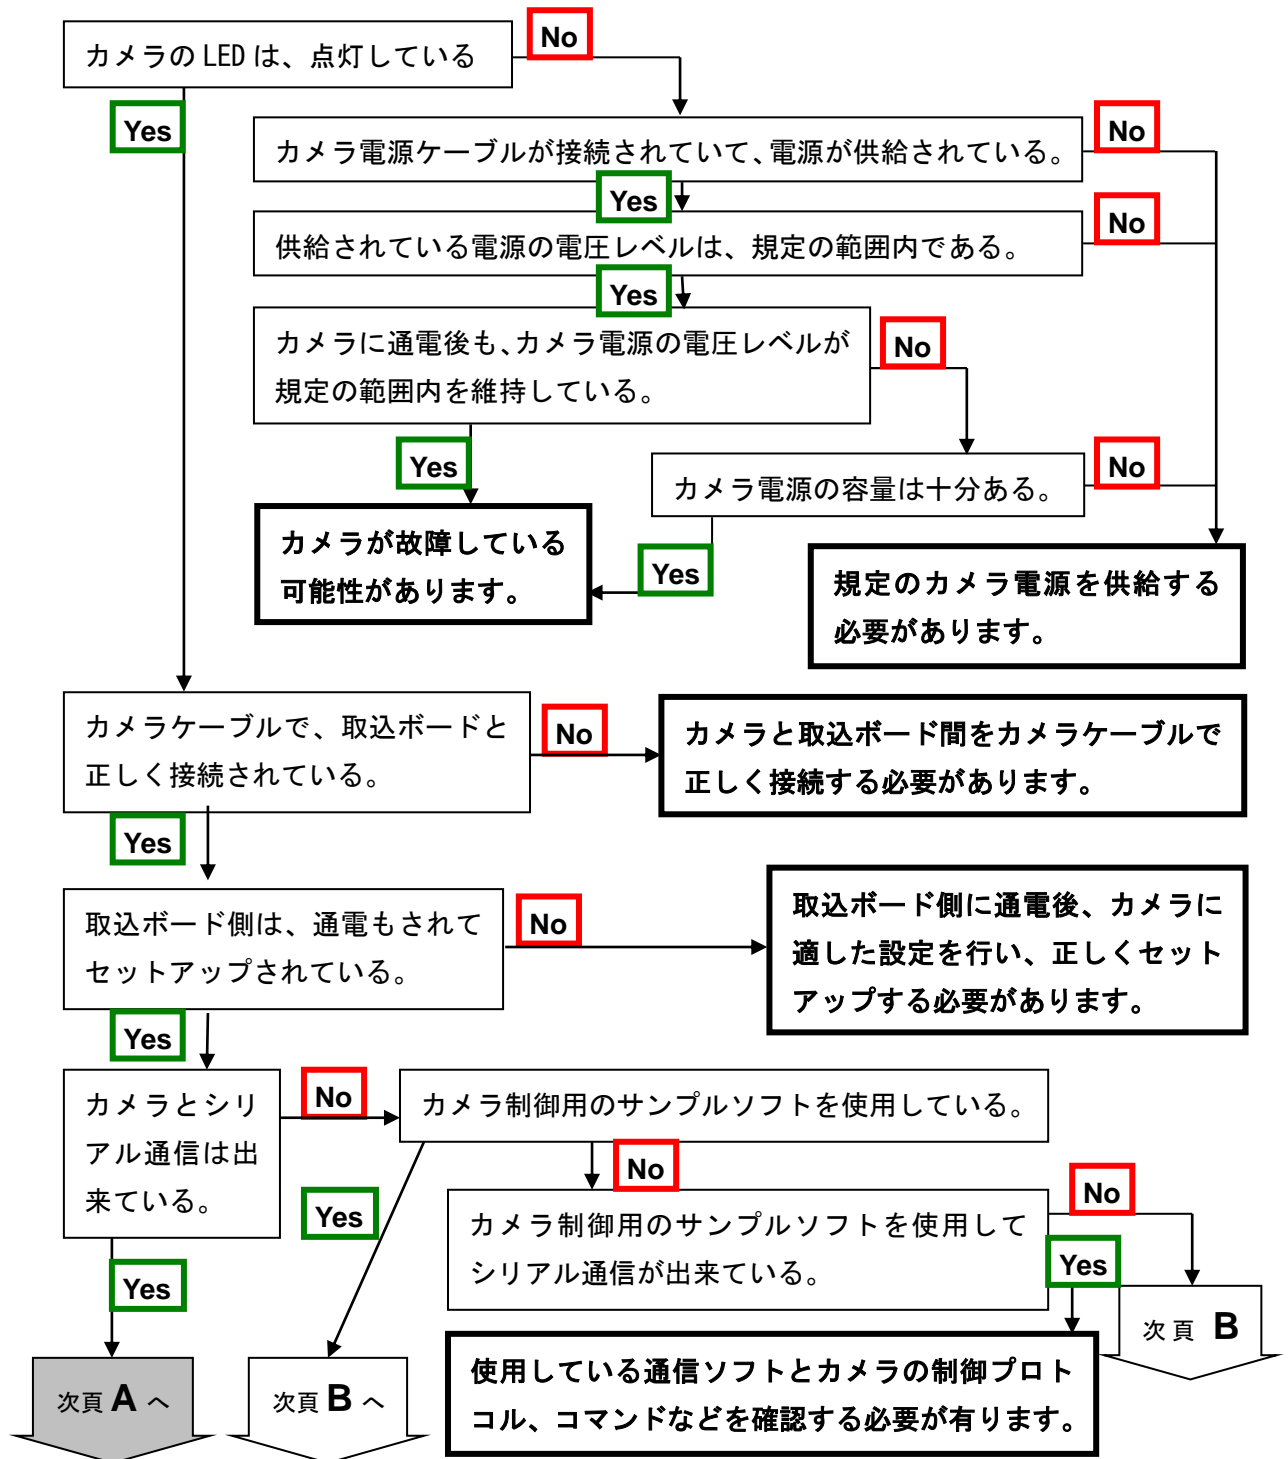 カメラの LED は、点灯している
No
Yes
カメラ電源ケーブルが接続されていて、電源が供給されている。
No
Yes
供給されている電源の電圧レベルは、規定の範囲内である。
No
Yes
カメラに通電後も、カメラ電源の電圧レベルが
規定の範囲内を維持している。
No
Yes
カメラ電源の容量は十分ある。
No
Yes
カメラが故障している
可能性があります。
規定のカメラ電源を供給する
必要があります。
カメラケーブルで、取込ボードと
正しく接続されている。
No
Yes
カメラと取込ボード間をカメラケーブルで
正しく接続する必要があります。
取込ボード側は、通電もされて
セットアップされている。
No
Yes
取込ボード側に通電後、カメラに
適した設定を行い、正しくセット
アップする必要があります。
カメラとシリ
アル通信は出
来ている。
No
Yes
カメラ制御用のサンプルソフトを使用している。
No
Yes
カメラ制御用のサンプルソフトを使用して
シリアル通信が出来ている。
No
Yes
次頁 B
使用している通信ソフトとカメラの制御プロト
コル、コマンドなどを確認する必要が有ります。
次頁 A へ
次頁 B へ